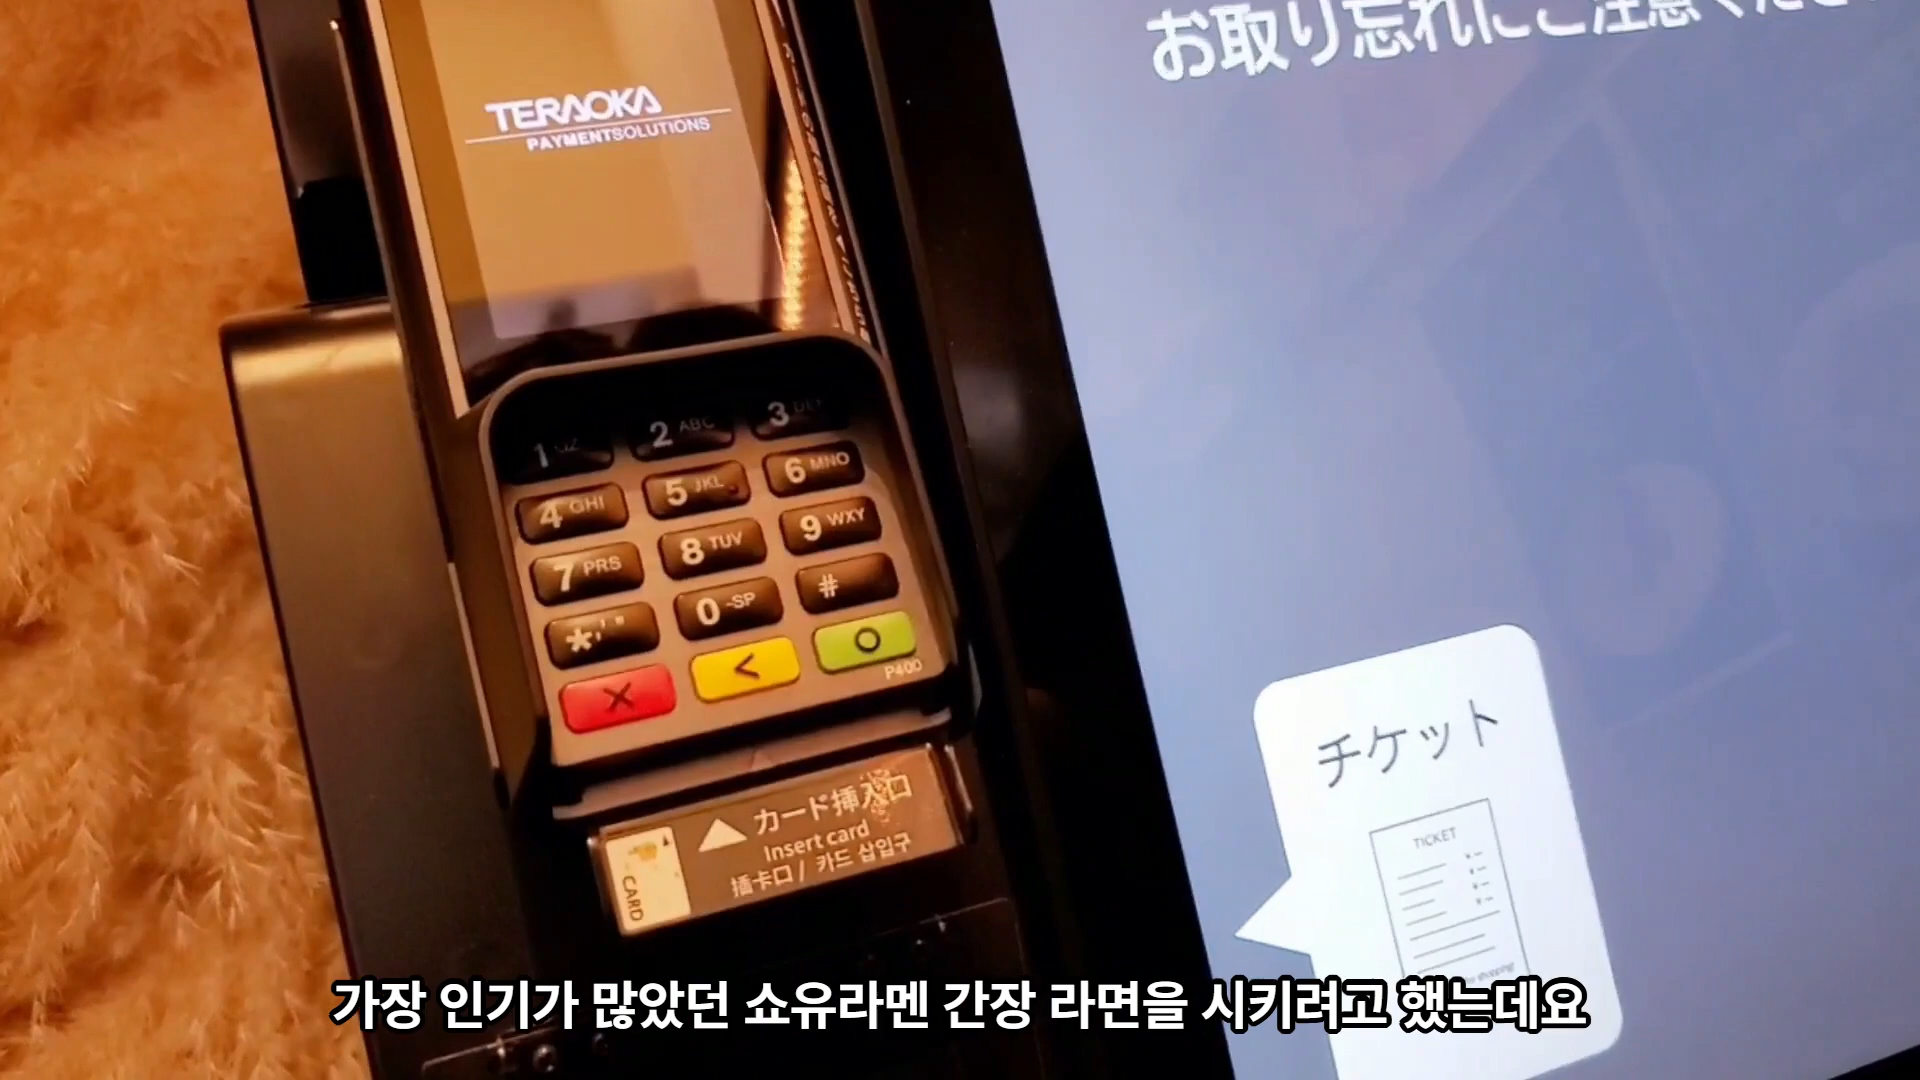 お取り忘れにご注意ください
TERAOKA
PAYMENTSOLUTIONS
1 QZ
2 ABC
3 DEF
4 GHI
5 JKL
6 MNO
7 PRS
8 TUV
9 WXY
*,'"
0 -SP
#
P400
カード挿入口
Insert card
插卡口 / 카드 삽입구
CARD
チケット
TICKET
shopping
가장 인기가 많았던 쇼유라멘 간장 라면을 시키려고 했는데요